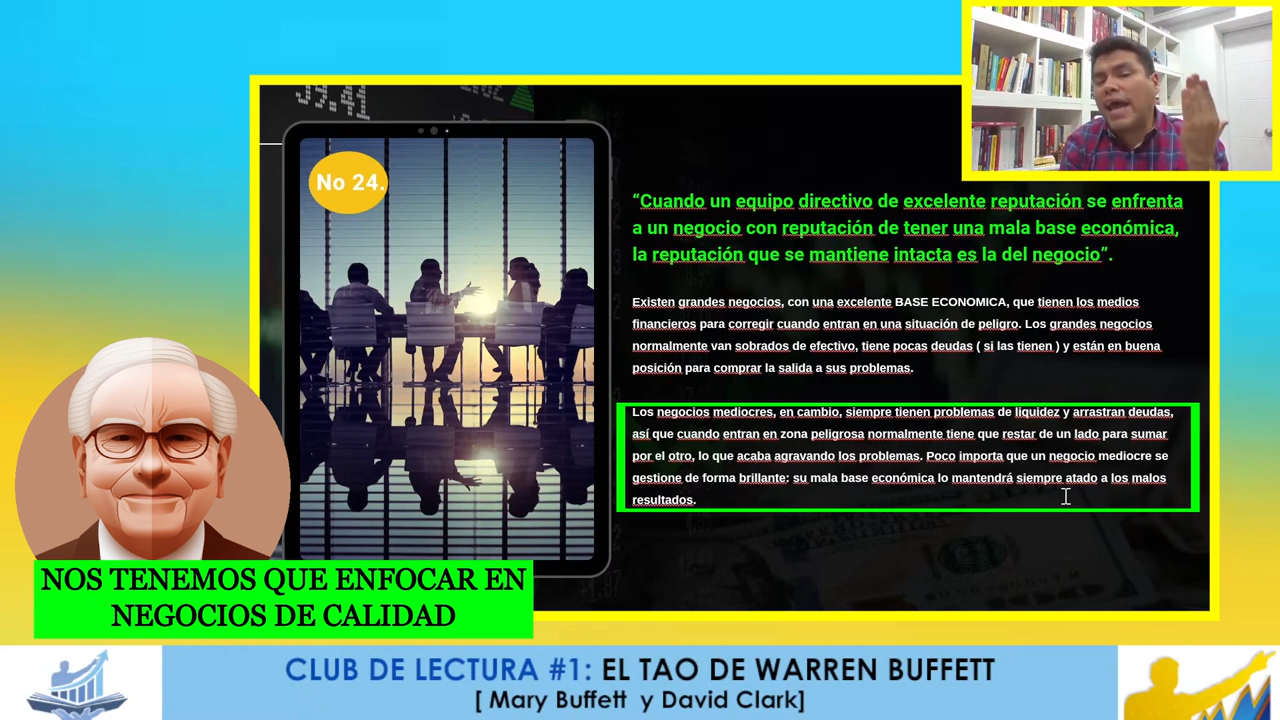 No 24.
“Cuando un equipo directivo de excelente reputación se enfrenta
a un negocio con reputación de tener una mala base económica,
la reputación que se mantiene intacta es la del negocio”.
Existen grandes negocios, con una excelente BASE ECONOMICA, que tienen los medios
financieros para corregir cuando entran en una situación de peligro. Los grandes negocios
normalmente van sobrados de efectivo, tiene pocas deudas ( si las tienen ) y están en buena
posición para comprar la salida a sus problemas.
Los negocios mediocres, en cambio, siempre tienen problemas de liquidez y arrastran deudas,
así que cuando entran en zona peligrosa normalmente tiene que restar de un lado para sumar
por el otro, lo que acaba agravando los problemas. Poco importa que un negocio mediocre se
gestione de forma brillante: su mala base económica lo mantendrá siempre atado a los malos
resultados.
NOS TENEMOS QUE ENFOCAR EN
NEGOCIOS DE CALIDAD
CLUB DE LECTURA #1: EL TAO DE WARREN BUFFETT
[ Mary Buffett y David Clark]